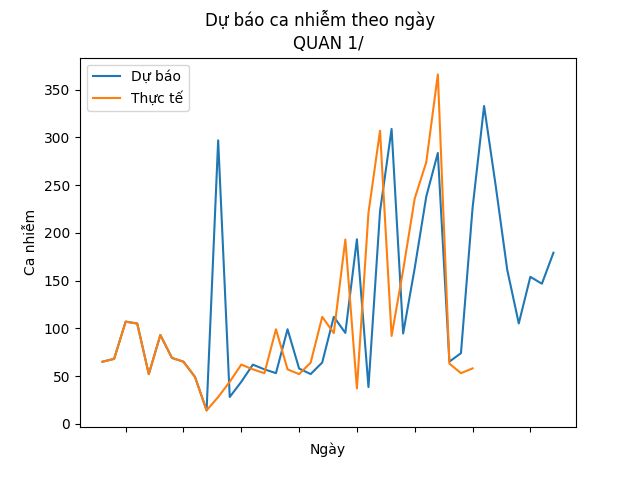 Dự báo ca nhiễm theo ngày
QUAN 1/
Dự báo
Thực tế
350
300
250
200
150
100
50
0
Ca nhiễm
Ngày